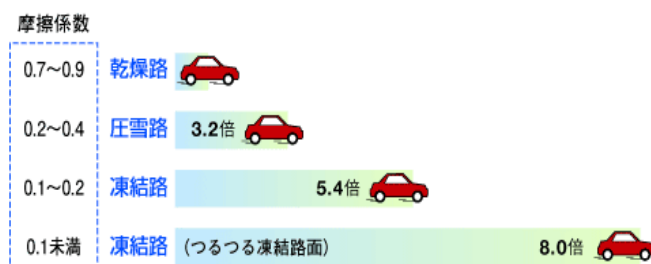 摩擦係数
0.7〜0.9 乾燥路
0.2〜0.4 圧雪路 3.2倍
0.1〜0.2 凍結路 5.4倍
0.1未満 凍結路 (つるつる凍結路面) 8.0倍